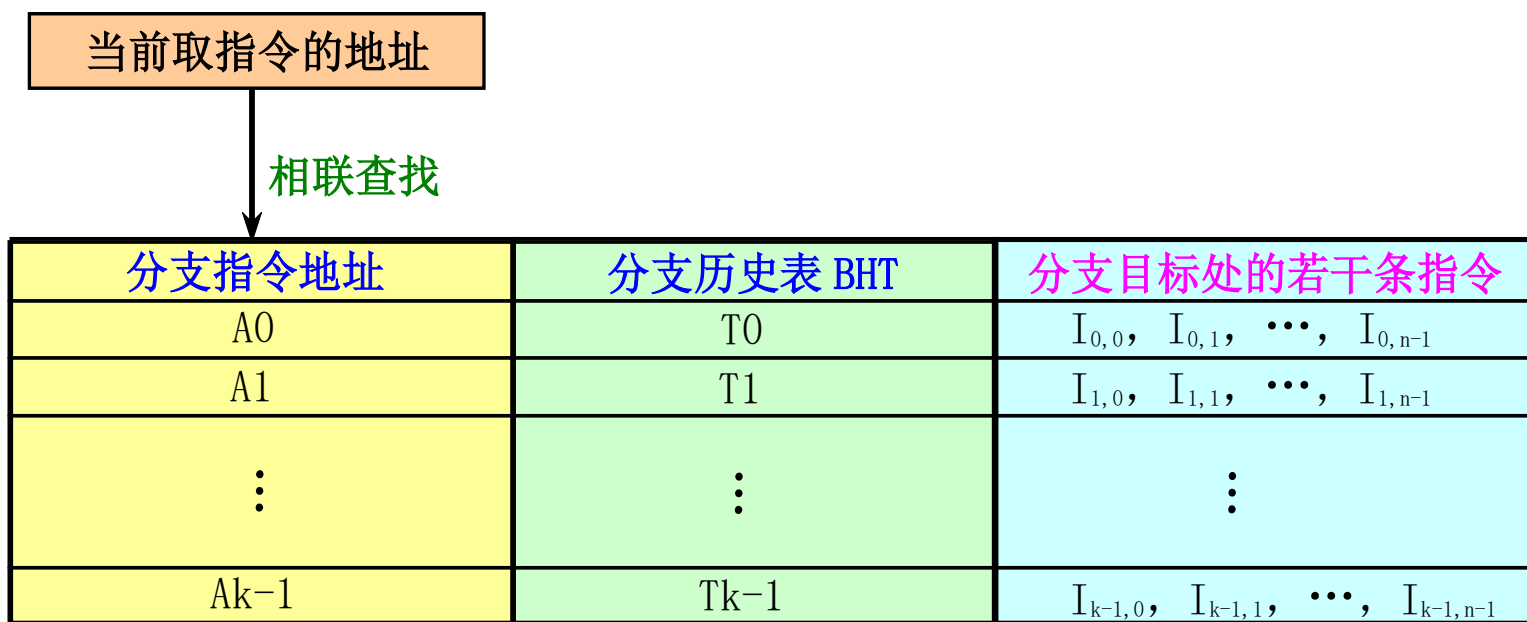 当前取指令的地址
相联查找
分支指令地址 分支历史表 BHT 分支目标处的若干条指令
A0 T0 I0,0, I0,1, …, I0,n-1
A1 T1 I1,0, I1,1, …, I1,n-1
⋮ ⋮ ⋮
Ak-1 Tk-1 Ik-1,0, Ik-1,1, …, Ik-1,n-1